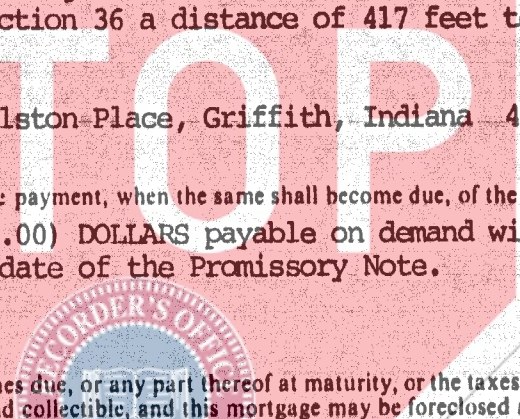 ction 36 a distance of 417 feet t
TOP
lston Place, Griffith, Indiana 4
payment, when the same shall become due, of the
.00) DOLLARS payable on demand wi
date of the Promissory Note.
CORDER'S OFFIC
nes due, or any part thereof at maturity, or the taxes
d collectible, and this mortgage may be foreclosed